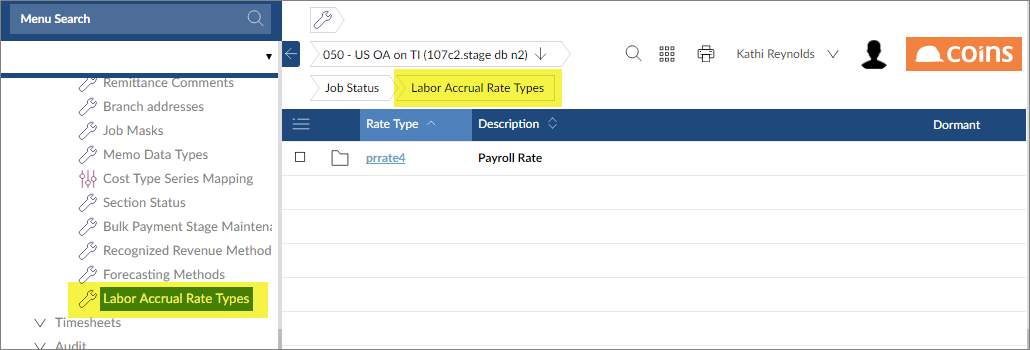 Menu Search
Remittance Comments
Branch addresses
Job Masks
Memo Data Types
Cost Type Series Mapping
Section Status
Bulk Payment Stage Maintena
Recognized Revenue Method
Forecasting Methods
Labor Accrual Rate Types
Timesheets
Audit
050 - US OA on TI (107c2.stage db n2)
Kathi Reynolds
coins
Job Status
Labor Accrual Rate Types
Rate Type Description Dormant
prrate4 Payroll Rate